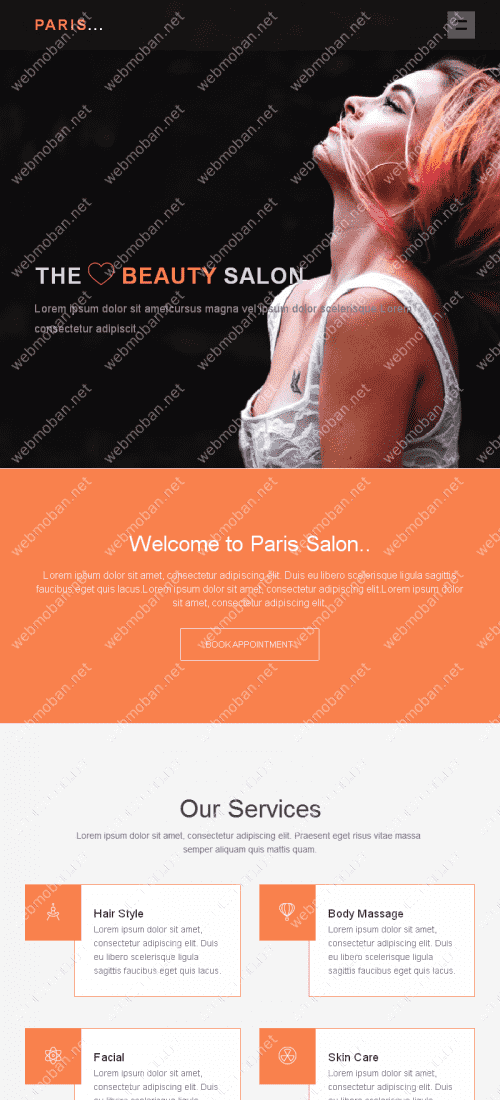 PARIS...
THE BEAUTY SALON
Lorem ipsum dolor sit ametcursus magna vel ipsum dolor scelerisqu. Lorem
consectetur adipiscit
Welcome to Paris Salon..
Lorem ipsum dolor sit amet, consectetur adipiscing elit. Duis eu libero scelerisque ligula sagittis
faucibus eget quis lacus.Lorem ipsum dolor sit amet, consectetur adipiscing elit.Lorem ipsum dolor
sit amet, consectetur adipiscing elit.
BOOK APPOINTMENT
Our Services
Lorem ipsum dolor sit amet, consectetur adipiscing elit. Praesent eget risus vitae massa
semper aliquam quis mattis quam.
Hair Style
Lorem ipsum dolor sit amet,
consectetur adipiscing elit. Duis
eu libero scelerisque ligula
sagittis faucibus eget quis lacus.
Body Massage
Lorem ipsum dolor sit amet,
consectetur adipiscing elit. Duis
eu libero scelerisque ligula
sagittis faucibus eget quis lacus.
Facial
Lorem ipsum dolor sit amet,
consectetur adipiscing elit. Duis
Skin Care
Lorem ipsum dolor sit amet,
consectetur adipiscing elit. Duis
webmoban.net